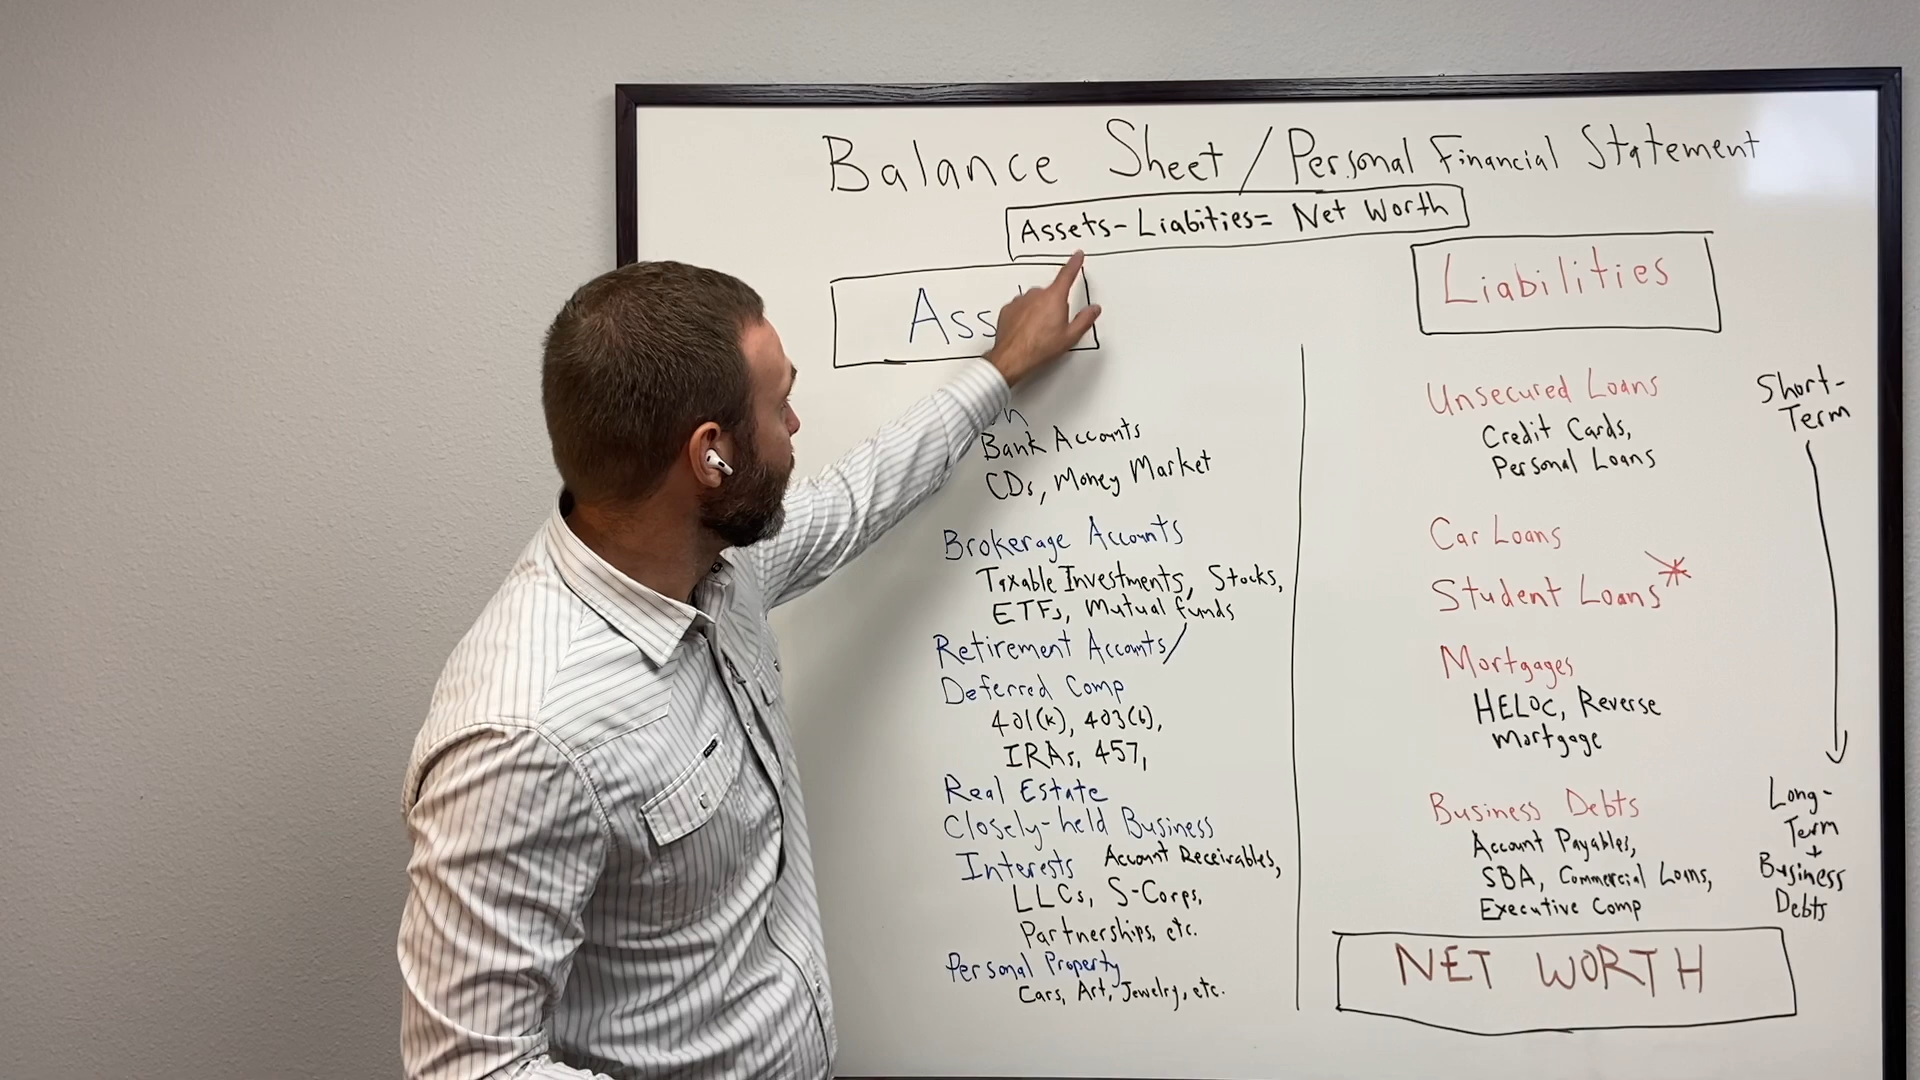 Balance Sheet / Personal Financial Statement
Assets - Liabities = Net Worth
Liabilities
Bank Accounts
CDs, Money Market
Brokerage Accounts
Taxable Investments, Stocks,
ETFs, Mutual Funds
Retirement Accounts/
Deferred Comp
401(k), 403(b),
IRAs, 457,
Real Estate
Closely-held Business
Interests Account Receivables,
LLCs, S-Corps,
Partnerships, etc.
Personal Property
Cars, Art, Jewelry, etc.
Unsecured Loans
Credit Cards,
Personal Loans
Car Loans
Student Loans*
Mortgages
HELOC, Reverse
Mortgage
Business Debts
Account Payables,
SBA, Commercial Loans,
Executive Comp
Short-
Term
Long-
Term
+
Business
Debts
NET WORTH